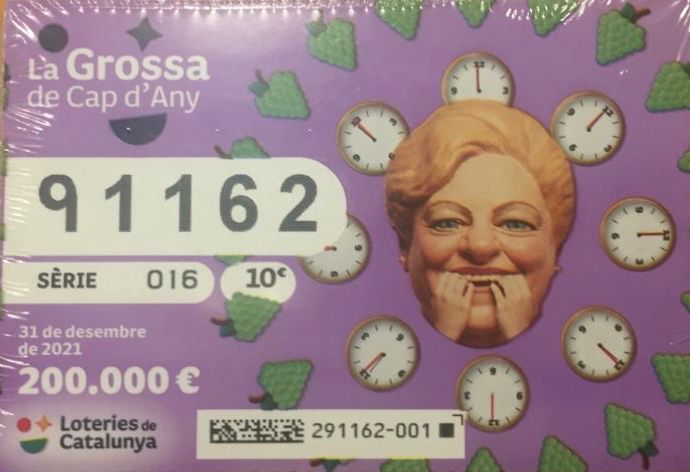 La Grossa
de Cap d'Any
91162
SÈRIE 016 10€
31 de desembre
de 2021
200.000 €
Loteries de
Catalunya
291162-001